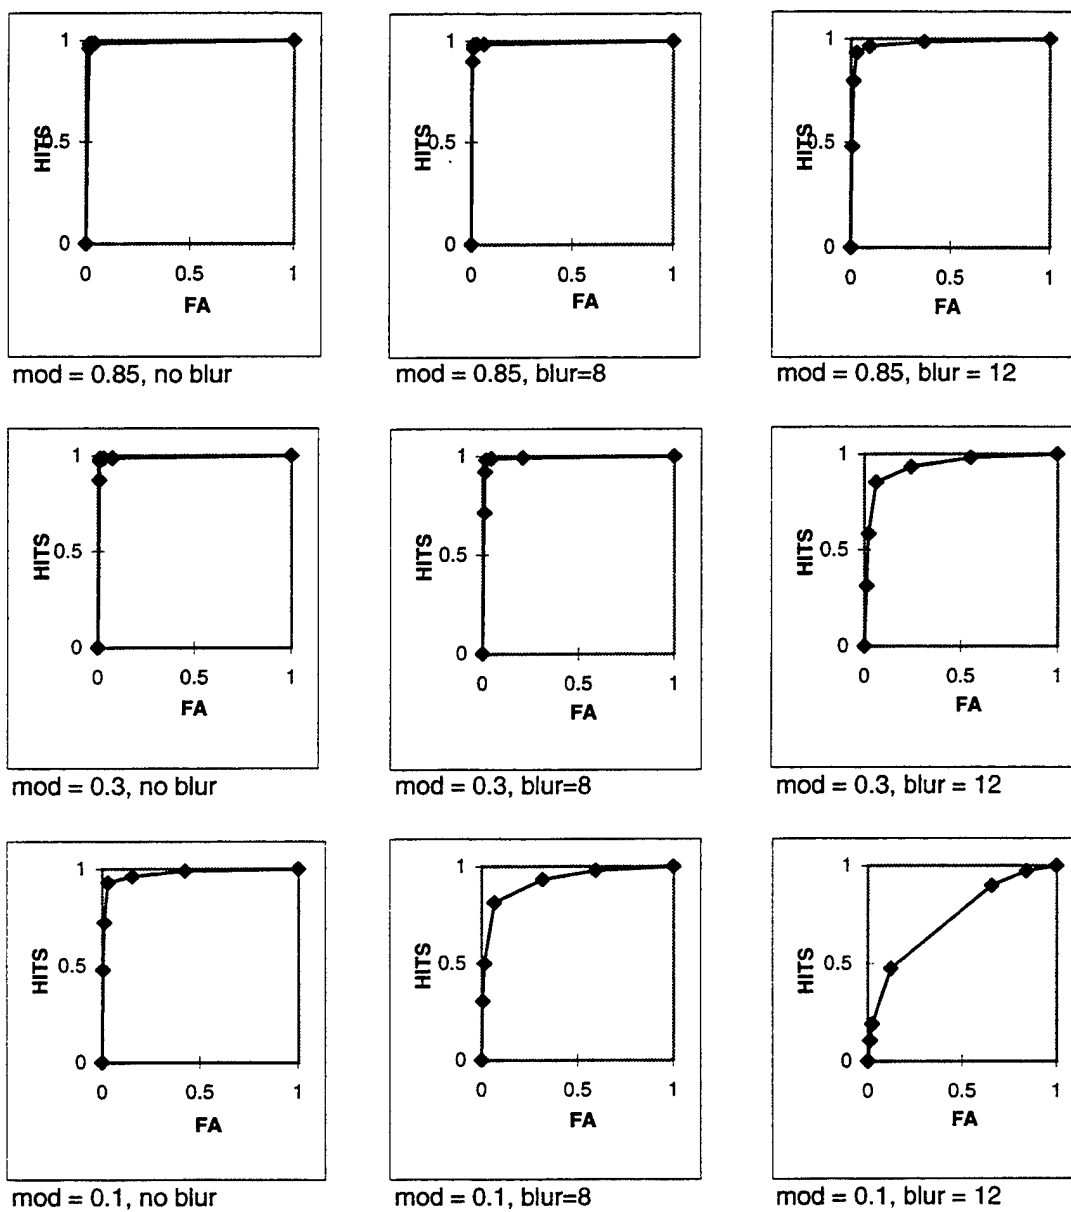 1
HITS
0.5
0
0
0.5
1
FA
mod = 0.85, no blur
1
HITS
0.5
0
0
0.5
1
FA
mod = 0.85, blur=8
1
HITS
0.5
0
0
0.5
1
FA
mod = 0.85, blur = 12
1
HITS
0.5
0
0
0.5
1
FA
mod = 0.3, no blur
1
HITS
0.5
0
0
0.5
1
FA
mod = 0.3, blur=8
1
HITS
0.5
0
0
0.5
1
FA
mod = 0.3, blur = 12
1
HITS
0.5
0
0
0.5
1
FA
mod = 0.1, no blur
1
HITS
0.5
0
0
0.5
1
FA
mod = 0.1, blur=8
1
HITS
0.5
0
0
0.5
1
FA
mod = 0.1, blur = 12